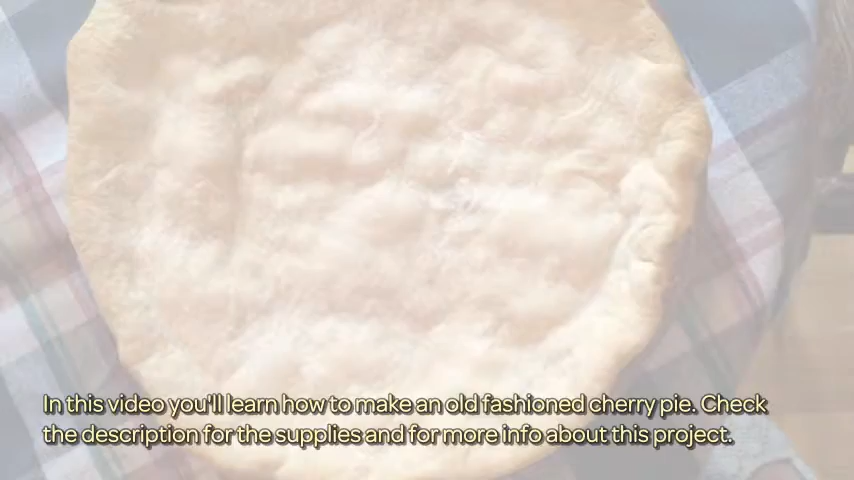 In this video you'll learn how to make an old fashioned cherry pie. Check
the description for the supplies and for more info about this project.